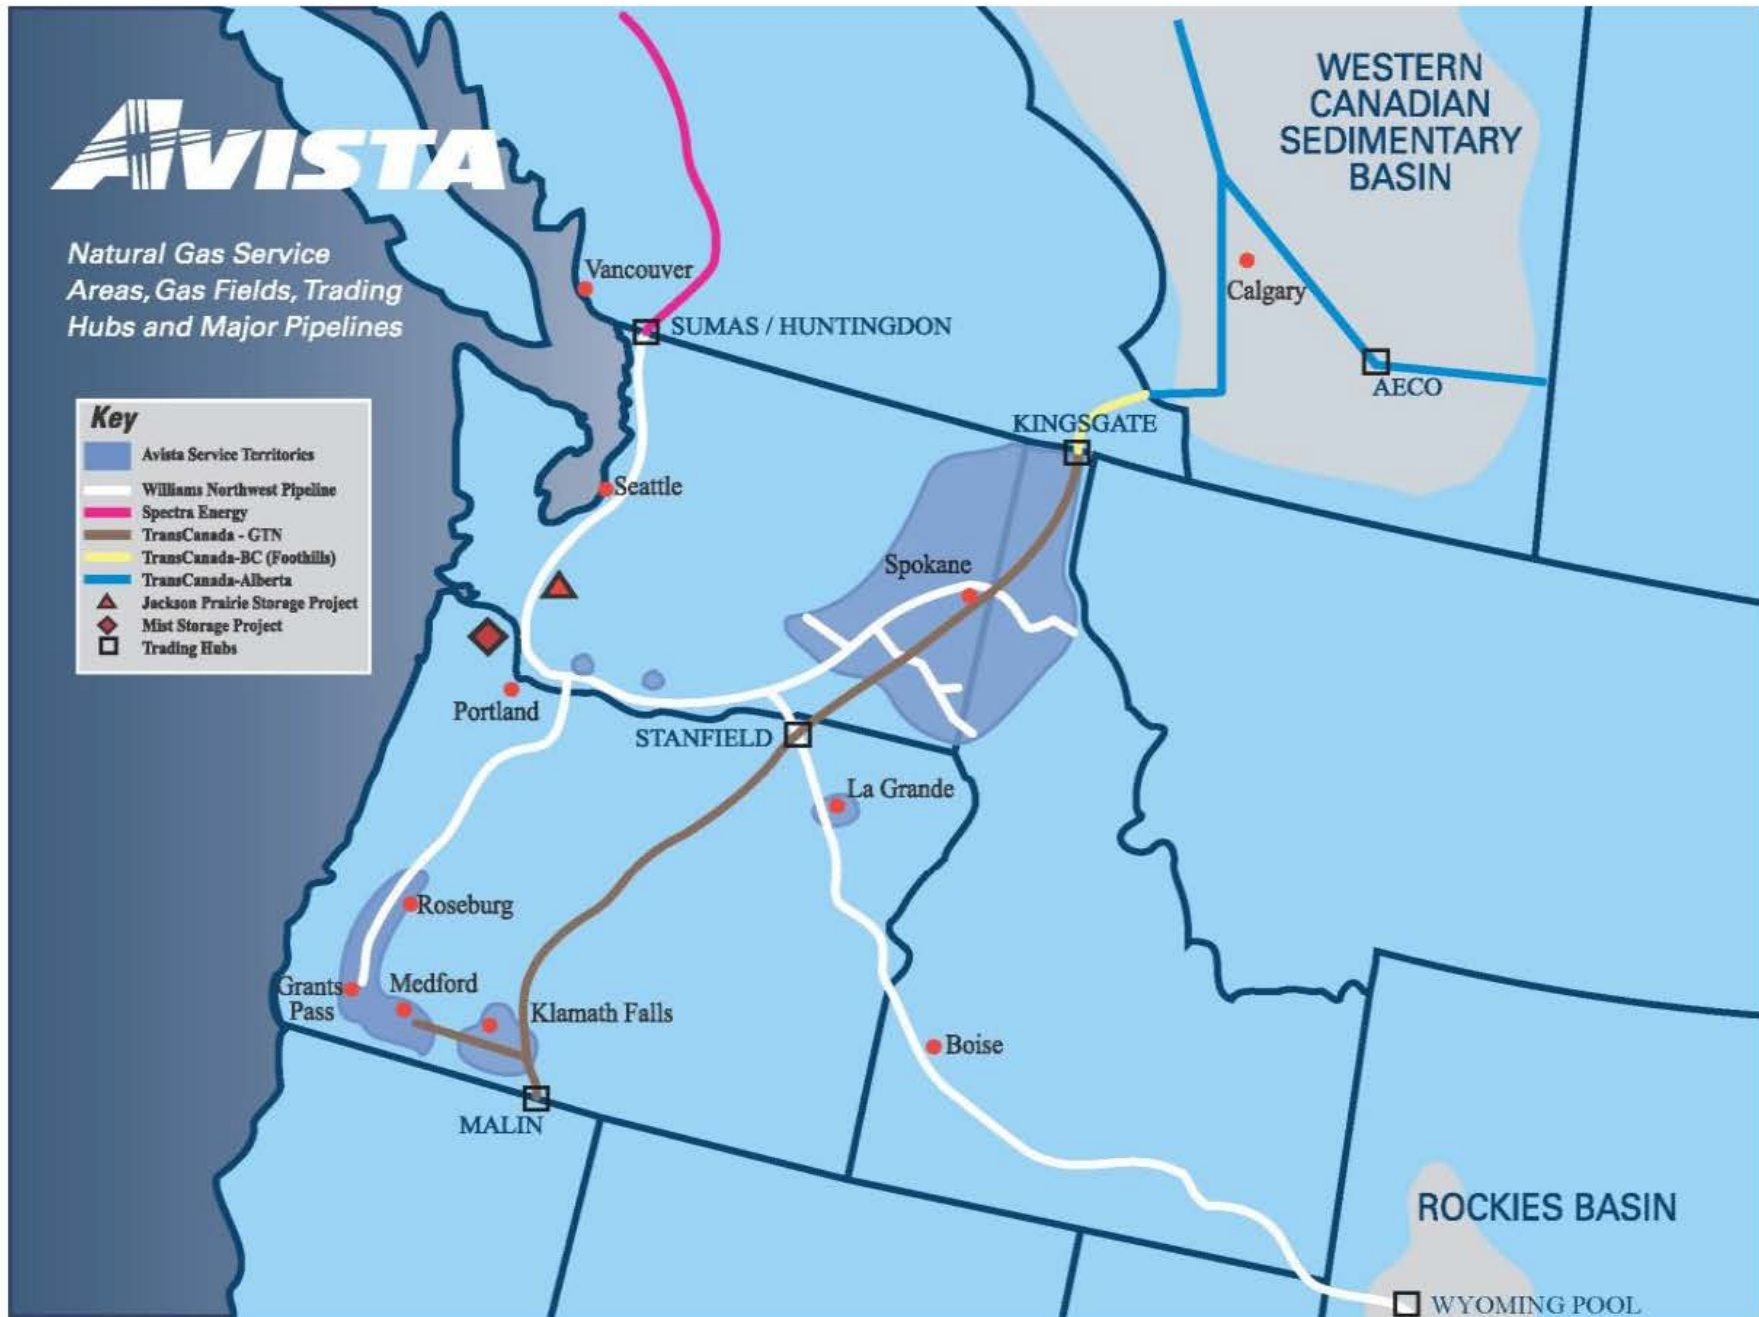 AVISTA
Natural Gas Service
Areas, Gas Fields, Trading
Hubs and Major Pipelines
Key
Avista Service Territories
Williams Northwest Pipeline
Spectra Energy
TransCanada - GTN
TransCanada-BC (Foothills)
TransCanada-Alberta
Jackson Prairie Storage Project
Mist Storage Project
Trading Hubs
WESTERN
CANADIAN
SEDIMENTARY
BASIN
Vancouver
Calgary
SUMAS / HUNTINGDON
AECO
KINGSGATE
Seattle
Spokane
Portland
STANFIELD
La Grande
Roseburg
Grants
Pass
Medford
Klamath Falls
Boise
MALIN
ROCKIES BASIN
WYOMING POOL